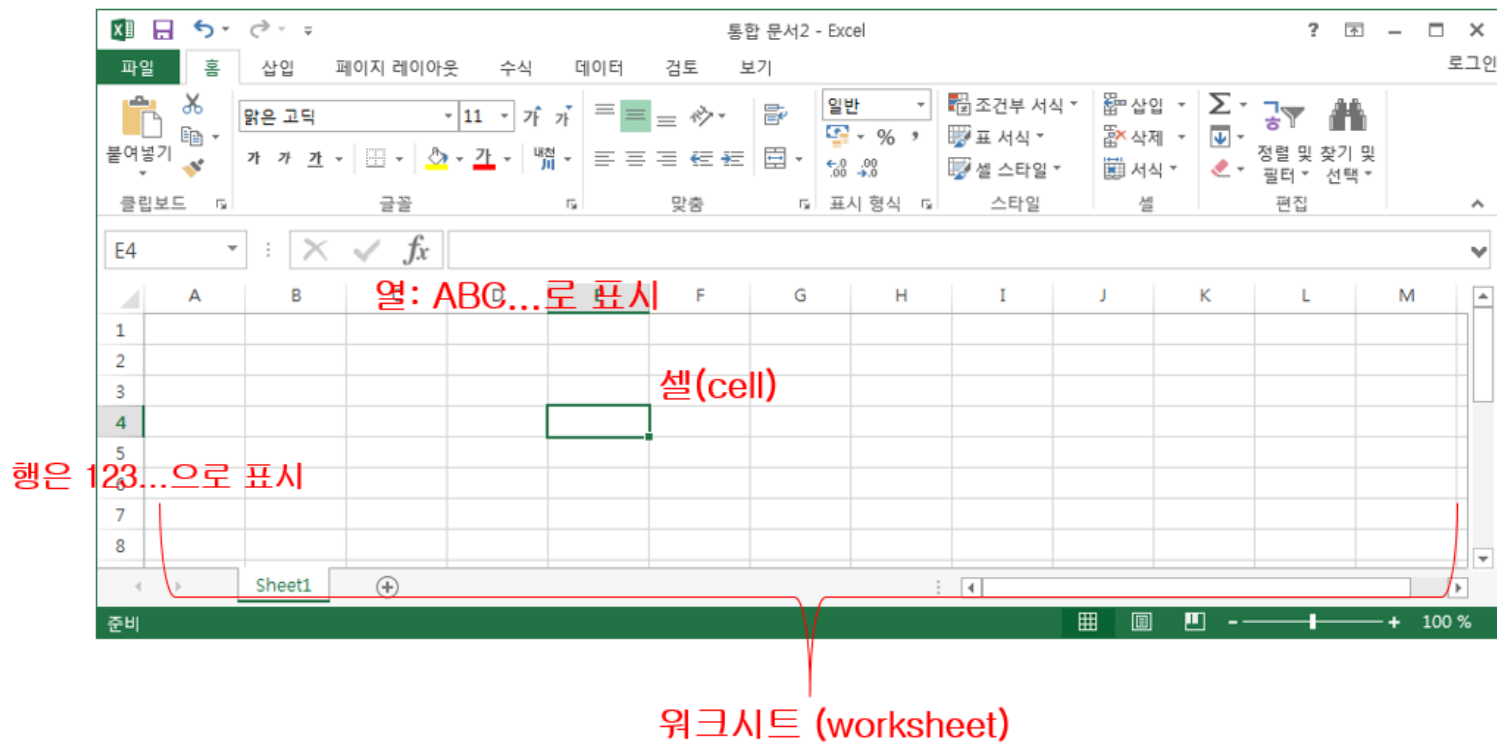 통합 문서2 - Excel
?
파일 홈 삽입 페이지 레이아웃 수식 데이터 검토 보기 로그인
붙여넣기
맑은 고딕 11 가 가
가 가 가 가 내천
일반
% ,
조건부 서식
표 서식
셀 스타일
삽입
삭제
서식
Σ
정렬 및 필터
찾기 및 선택
클립보드 글꼴 맞춤 표시 형식 스타일 셀 편집
E4 fx
A B D F G H I J K L M
열: ABC...로 표시
1
2
3
셀(cell)
4
5
행은 123...으로 표시
7
8
Sheet1
준비 100 %
워크시트 (worksheet)